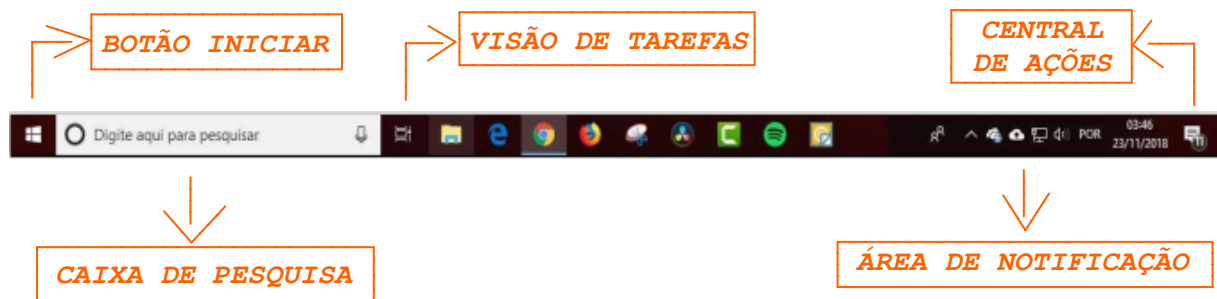 BOTÃO INICIAR
VISÃO DE TAREFAS
CENTRAL
DE AÇÕES
Digite aqui para pesquisar
POR
03:46
23/11/2018
11
CAIXA DE PESQUISA
ÁREA DE NOTIFICAÇÃO